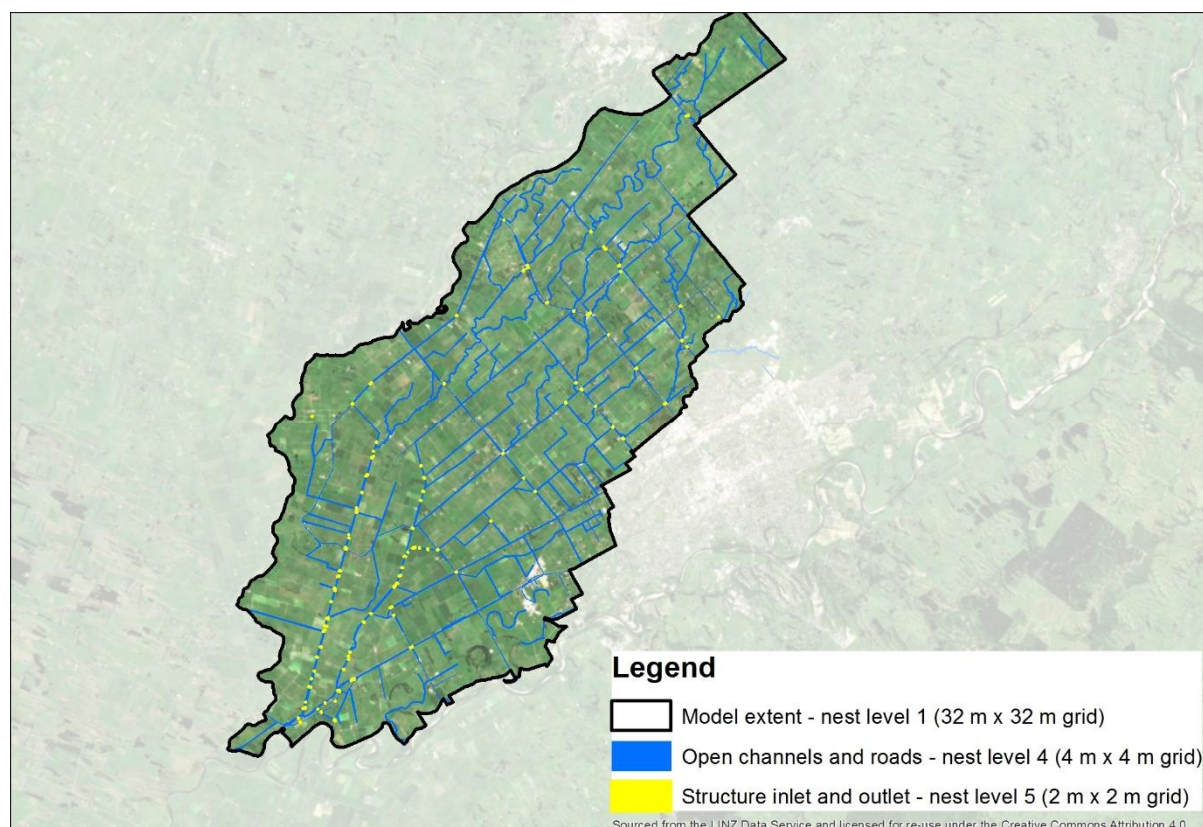 Legend
Model extent - nest level 1 (32 m x 32 m grid)
Open channels and roads - nest level 4 (4 m x 4 m grid)
Structure inlet and outlet - nest level 5 (2 m x 2 m grid)
Sourced from the LINZ Data Service and licensed for re-use under the Creative Commons Attribution 4.0